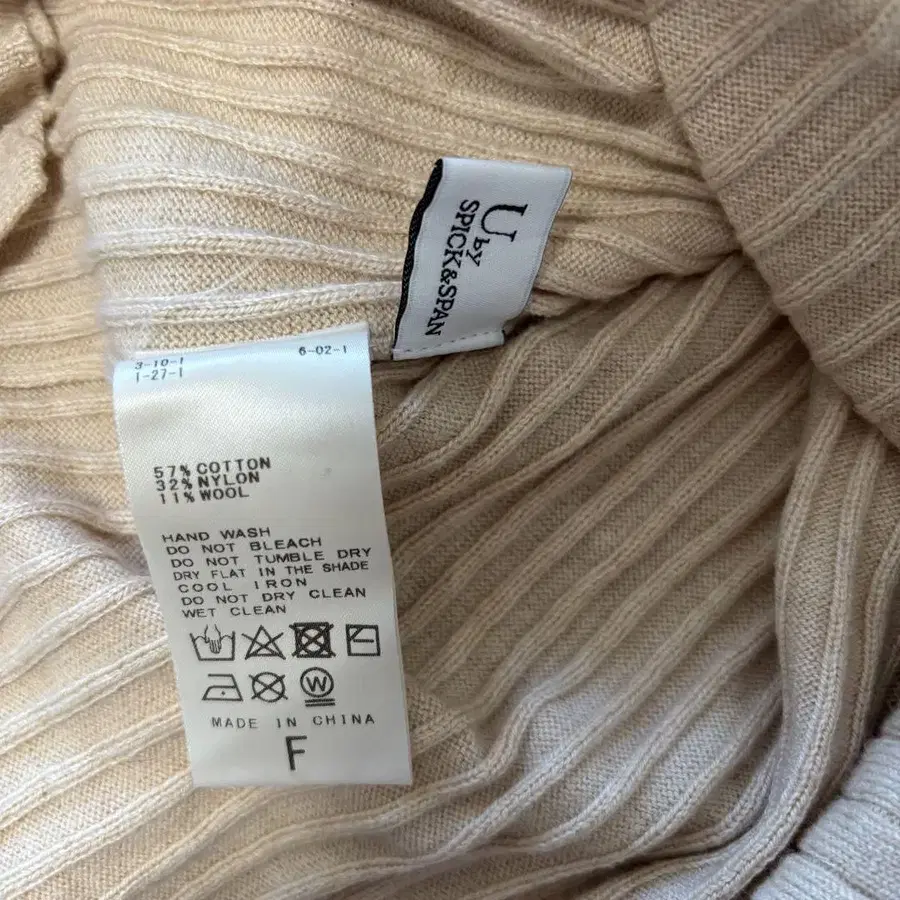 U
by
SPICK&SPAN
3-10-1 6-02-1
1-27-1
57% COTTON
32% NYLON
11% WOOL
HAND WASH
DO NOT BLEACH
DO NOT TUMBLE DRY
DRY FLAT IN THE SHADE
COOL IRON
DO NOT DRY CLEAN
WET CLEAN
W
MADE IN CHINA
F